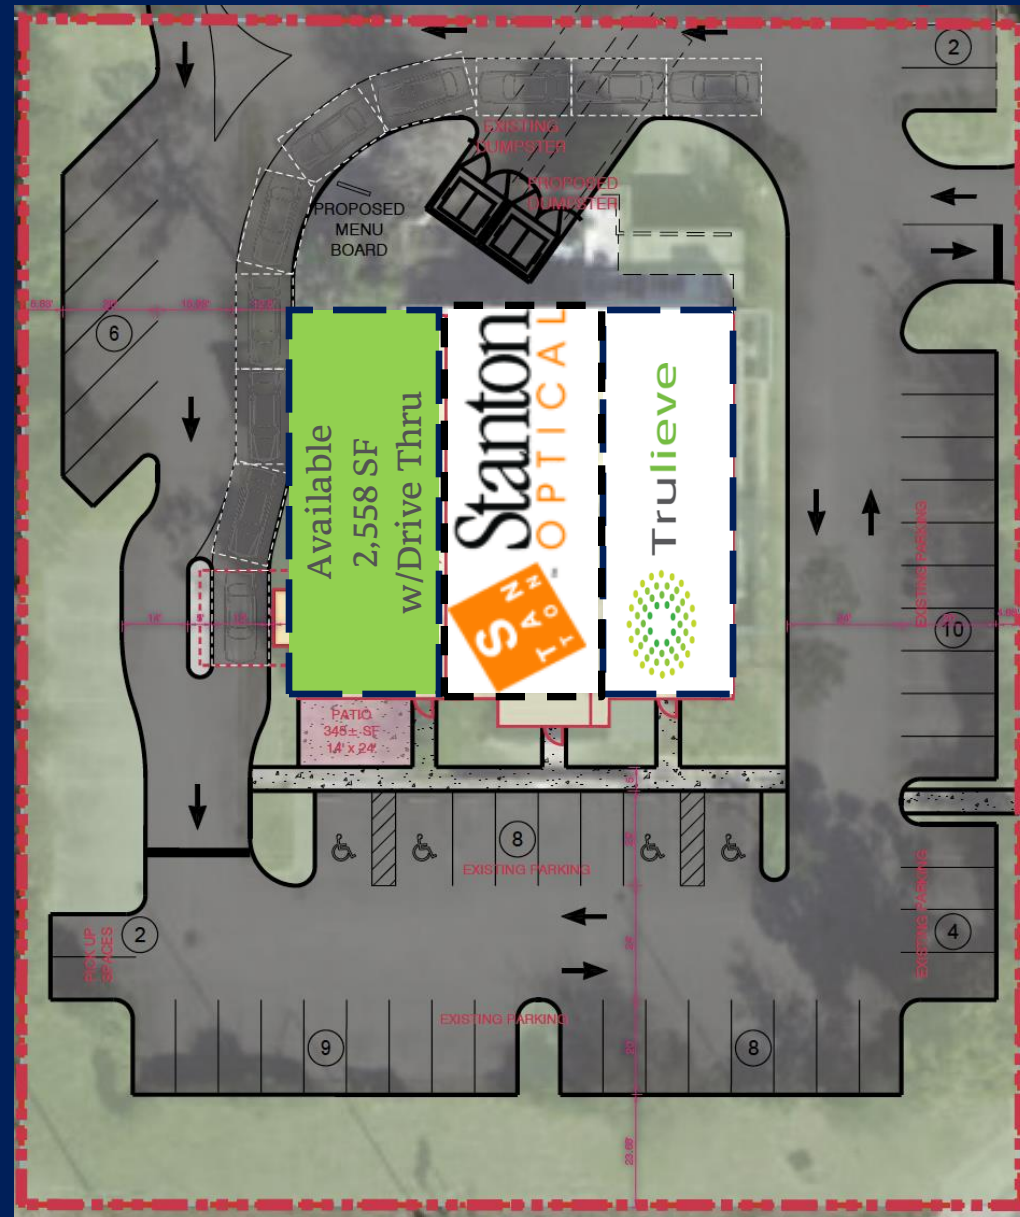 2
EXISTING
DUMPSTER
PROPOSED
DUMPSTER
PROPOSED
MENU
BOARD
6
Available
2,558 SF
w/Drive Thru
Stanton
OPTICAL
STANTON
Trulieve
EXISTING PARKING
10
PATIO
345± SF
14' x 24'
8
EXISTING PARKING
EXISTING PARKING
4
PICK UP
SPACES
2
EXISTING PARKING
9
8
23.68'